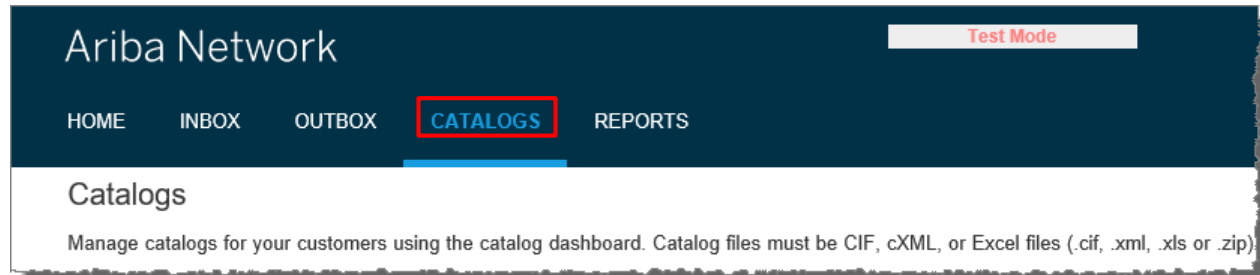 Ariba Network
Test Mode
HOME INBOX OUTBOX CATALOGS REPORTS
Catalogs
Manage catalogs for your customers using the catalog dashboard. Catalog files must be CIF, cXML, or Excel files (.cif, .xml, .xls or .zip)